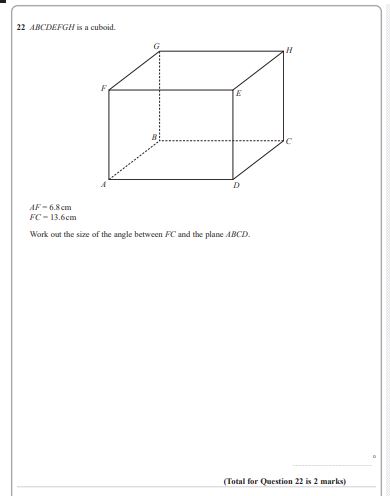 22 ABCDEFGH is a cuboid.
G
H
F
E
B
C
A
D
AF = 6.8 cm
FC = 13.6 cm
Work out the size of the angle between FC and the plane ABCD.
°
(Total for Question 22 is 2 marks)